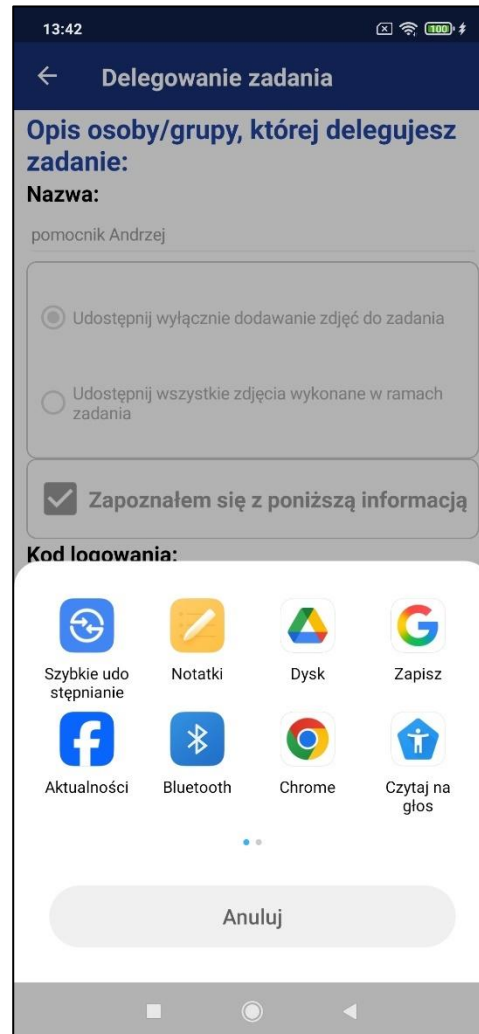 13:42
100
Delegowanie zadania
Opis osoby/grupy, której delegujesz
zadanie:
Nazwa:
pomocnik Andrzej
Udostępnij wyłącznie dodawanie zdjęć do zadania
Udostępnij wszystkie zdjęcia wykonane w ramach
zadania
Zapoznałem się z poniższą informacją
Kod logowania:
Szybkie udo
stępnianie
Notatki
Dysk
Zapisz
Aktualności
Bluetooth
Chrome
Czytaj na
głos
Anuluj